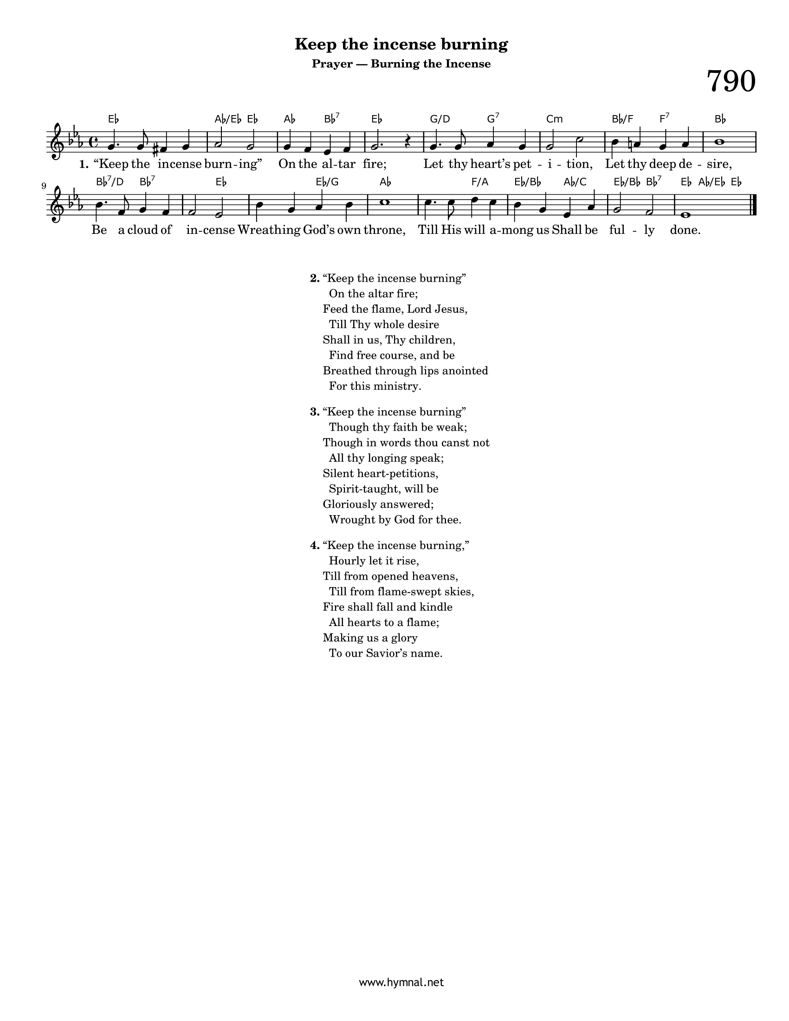 Keep the incense burning
Prayer — Burning the Incense
790
E♭ A♭/E♭ E♭ A♭ B♭7 E♭ G/D G7 Cm B♭/F F7 B♭
1. “Keep the incense burn-ing” On the al-tar fire; Let thy heart’s pet - i - tion, Let thy deep de - sire,
9
B♭7/D B♭7 E♭ E♭/G A♭ F/A E♭/B♭ A♭/C E♭/B♭ B♭7 E♭ A♭/E♭ E♭
Be a cloud of in-cense Wreathing God’s own throne, Till His will a-mong us Shall be ful - ly done.
2. “Keep the incense burning”
On the altar fire;
Feed the flame, Lord Jesus,
Till Thy whole desire
Shall in us, Thy children,
Find free course, and be
Breathed through lips anointed
For this ministry.
3. “Keep the incense burning”
Though thy faith be weak;
Though in words thou canst not
All thy longing speak;
Silent heart-petitions,
Spirit-taught, will be
Gloriously answered;
Wrought by God for thee.
4. “Keep the incense burning,”
Hourly let it rise,
Till from opened heavens,
Till from flame-swept skies,
Fire shall fall and kindle
All hearts to a flame;
Making us a glory
To our Savior’s name.
www.hymnal.net